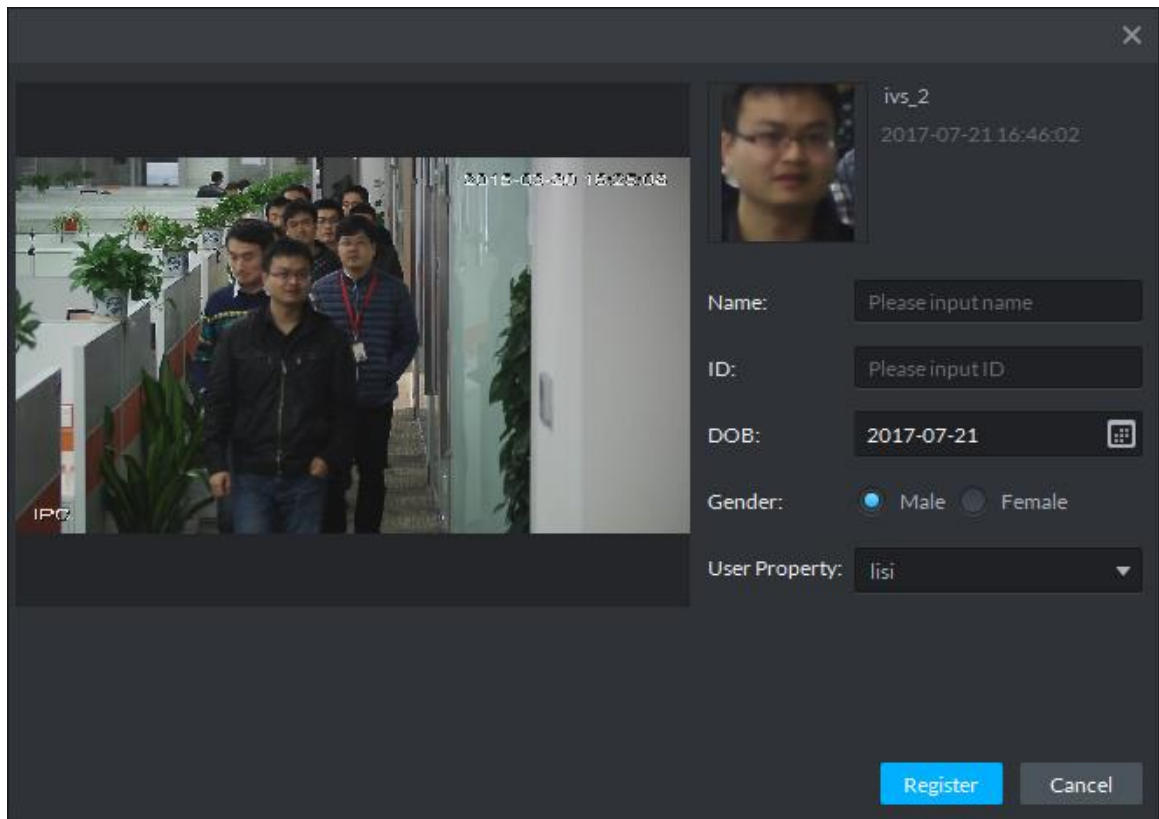 ivs_2
2017-07-21 16:46:02
IPC
Name: Please input name
ID: Please input ID
DOB: 2017-07-21
Gender: Male Female
User Property: lisi
Register Cancel